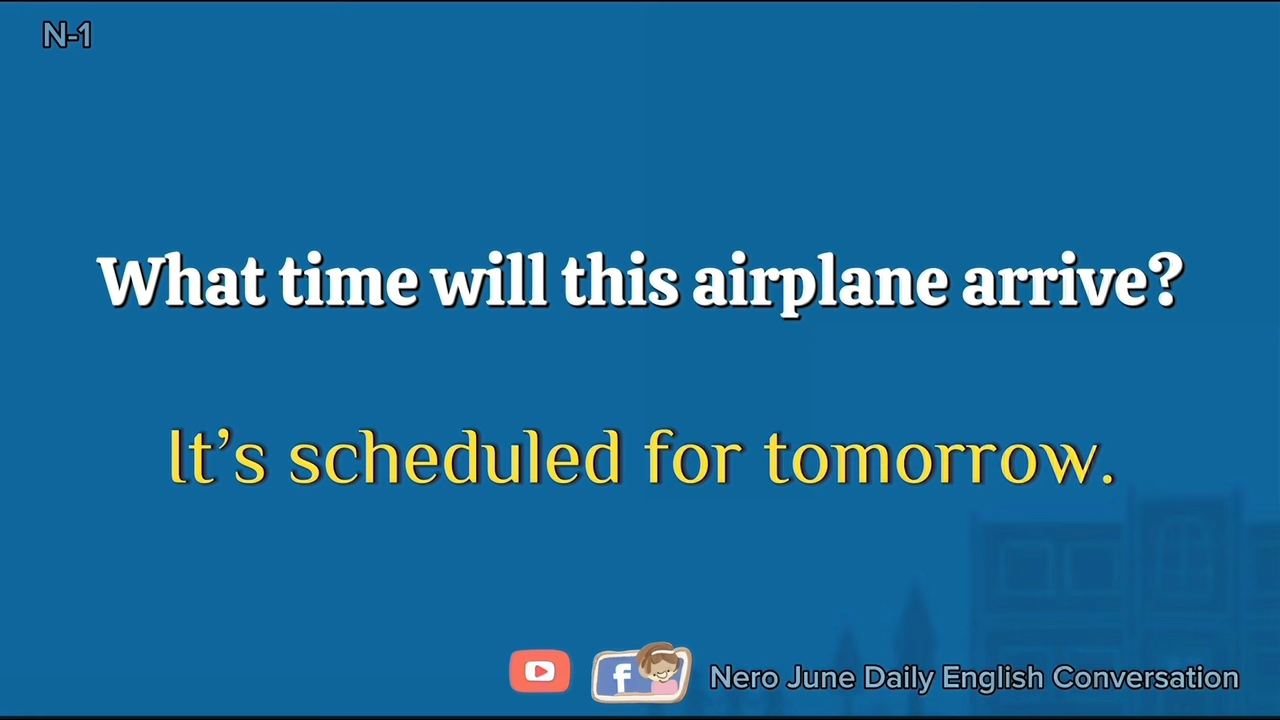 N-1
What time will this airplane arrive?
It’s scheduled for tomorrow.
f
Nero June Daily English Conversation